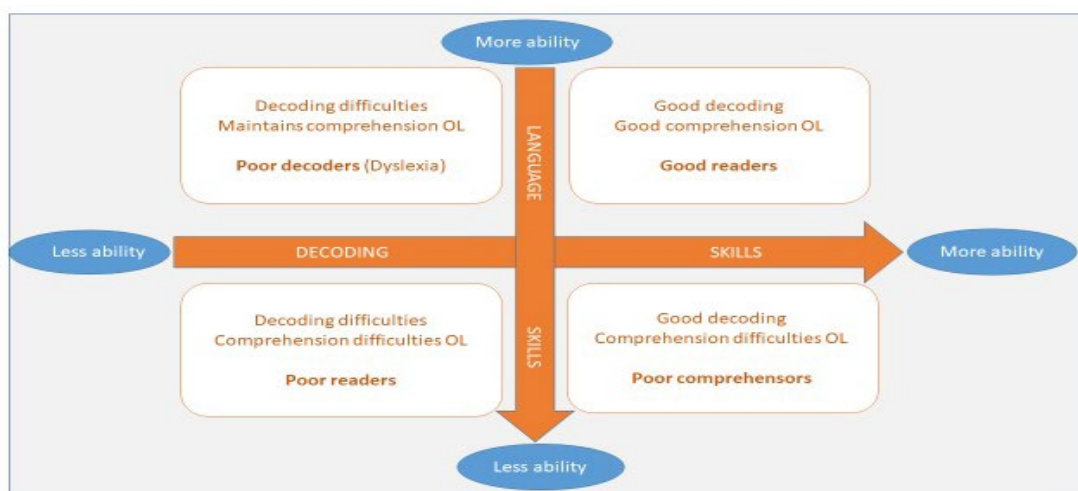 More ability
Decoding difficulties
Maintains comprehension OL
Poor decoders (Dyslexia)
Good decoding
Good comprehension OL
Good readers
LANGUAGE
Less ability
DECODING
SKILLS
More ability
Decoding difficulties
Comprehension difficulties OL
Poor readers
SKILLS
Good decoding
Comprehension difficulties OL
Poor comprehensors
Less ability